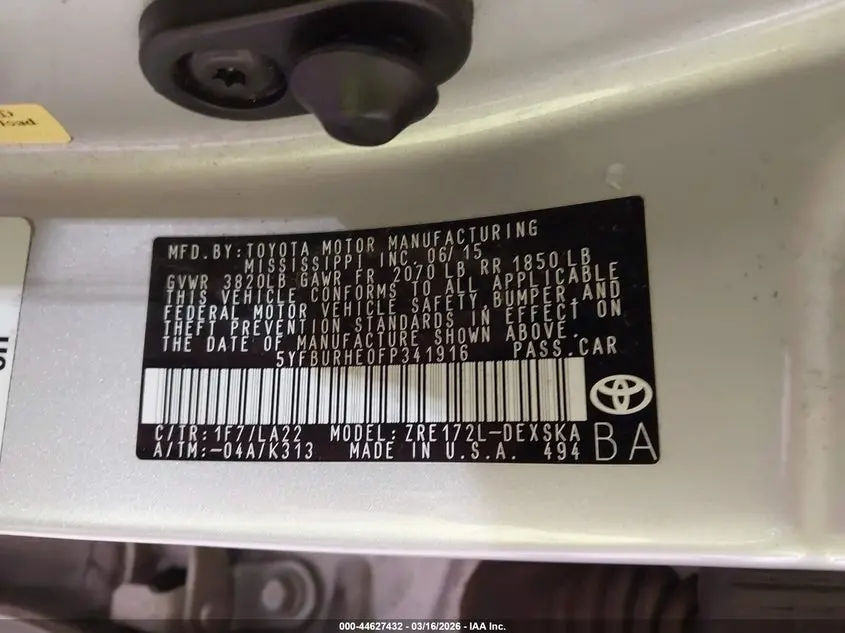 D
Road
MFD.BY:TOYOTA MOTOR MANUFACTURING
MISSISSIPPI INC. 06/15
GVWR 3820LB GAWR FR 2070 LB RR 1850 LB
THIS VEHICLE CONFORMS TO ALL APPLICABLE
FEDERAL MOTOR VEHICLE SAFETY,BUMPER,AND
THEFT PREVENTION STANDARDS IN EFFECT ON
THE DATE OF MANUFACTURE SHOWN ABOVE.
5YFBURHE0FP341916 PASS.CAR
C/TR:1F7/LA22 MODEL:ZRE172L-DEXSKA
A/TM:-04A/K313 MADE IN U.S.A. 494 BA
000-44627432 - 03/16/2026 - IAA Inc.